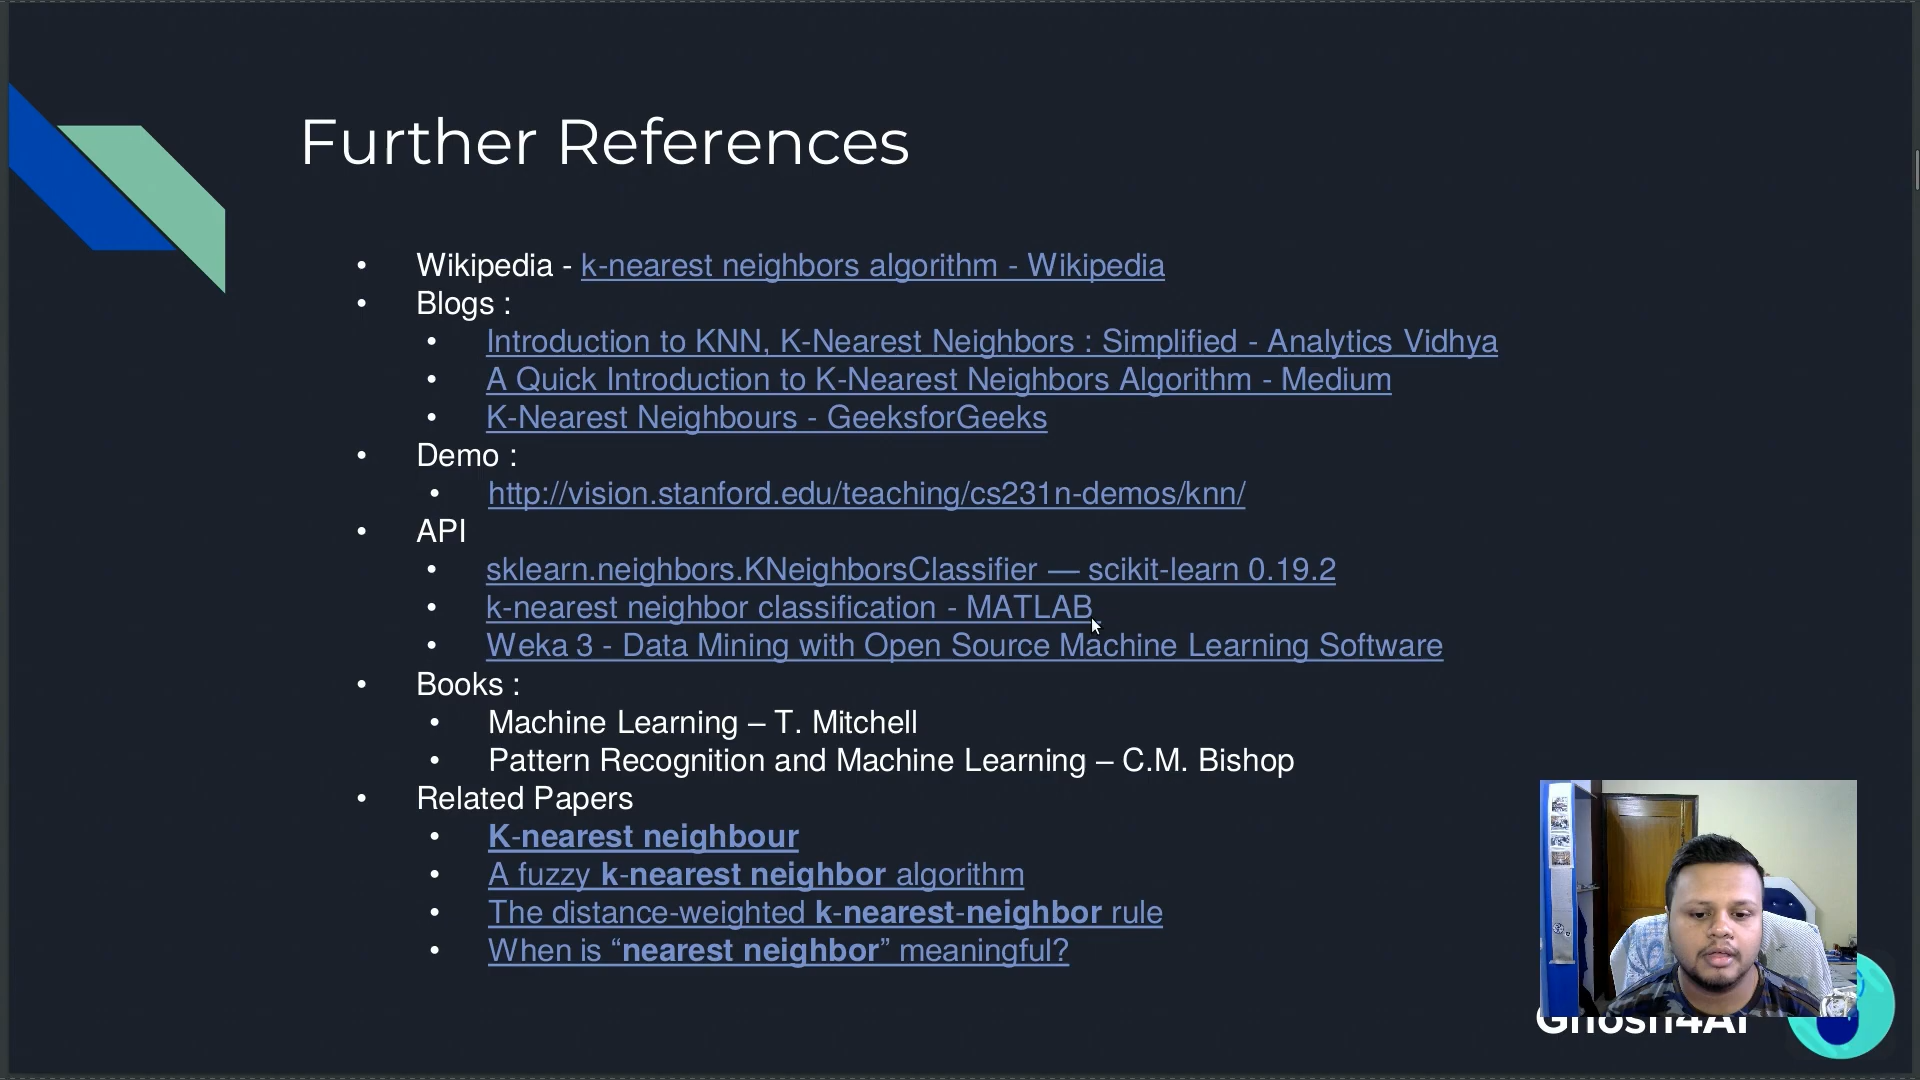 Further References
• Wikipedia - k-nearest neighbors algorithm - Wikipedia
• Blogs :
• Introduction to KNN, K-Nearest Neighbors : Simplified - Analytics Vidhya
• A Quick Introduction to K-Nearest Neighbors Algorithm - Medium
• K-Nearest Neighbours - GeeksforGeeks
• Demo :
• http://vision.stanford.edu/teaching/cs231n-demos/knn/
• API
• sklearn.neighbors.KNeighborsClassifier — scikit-learn 0.19.2
• k-nearest neighbor classification - MATLAB
• Weka 3 - Data Mining with Open Source Machine Learning Software
• Books :
• Machine Learning – T. Mitchell
• Pattern Recognition and Machine Learning – C.M. Bishop
• Related Papers
• K-nearest neighbour
• A fuzzy k-nearest neighbor algorithm
• The distance-weighted k-nearest-neighbor rule
• When is “nearest neighbor” meaningful?
Ghosh4AI